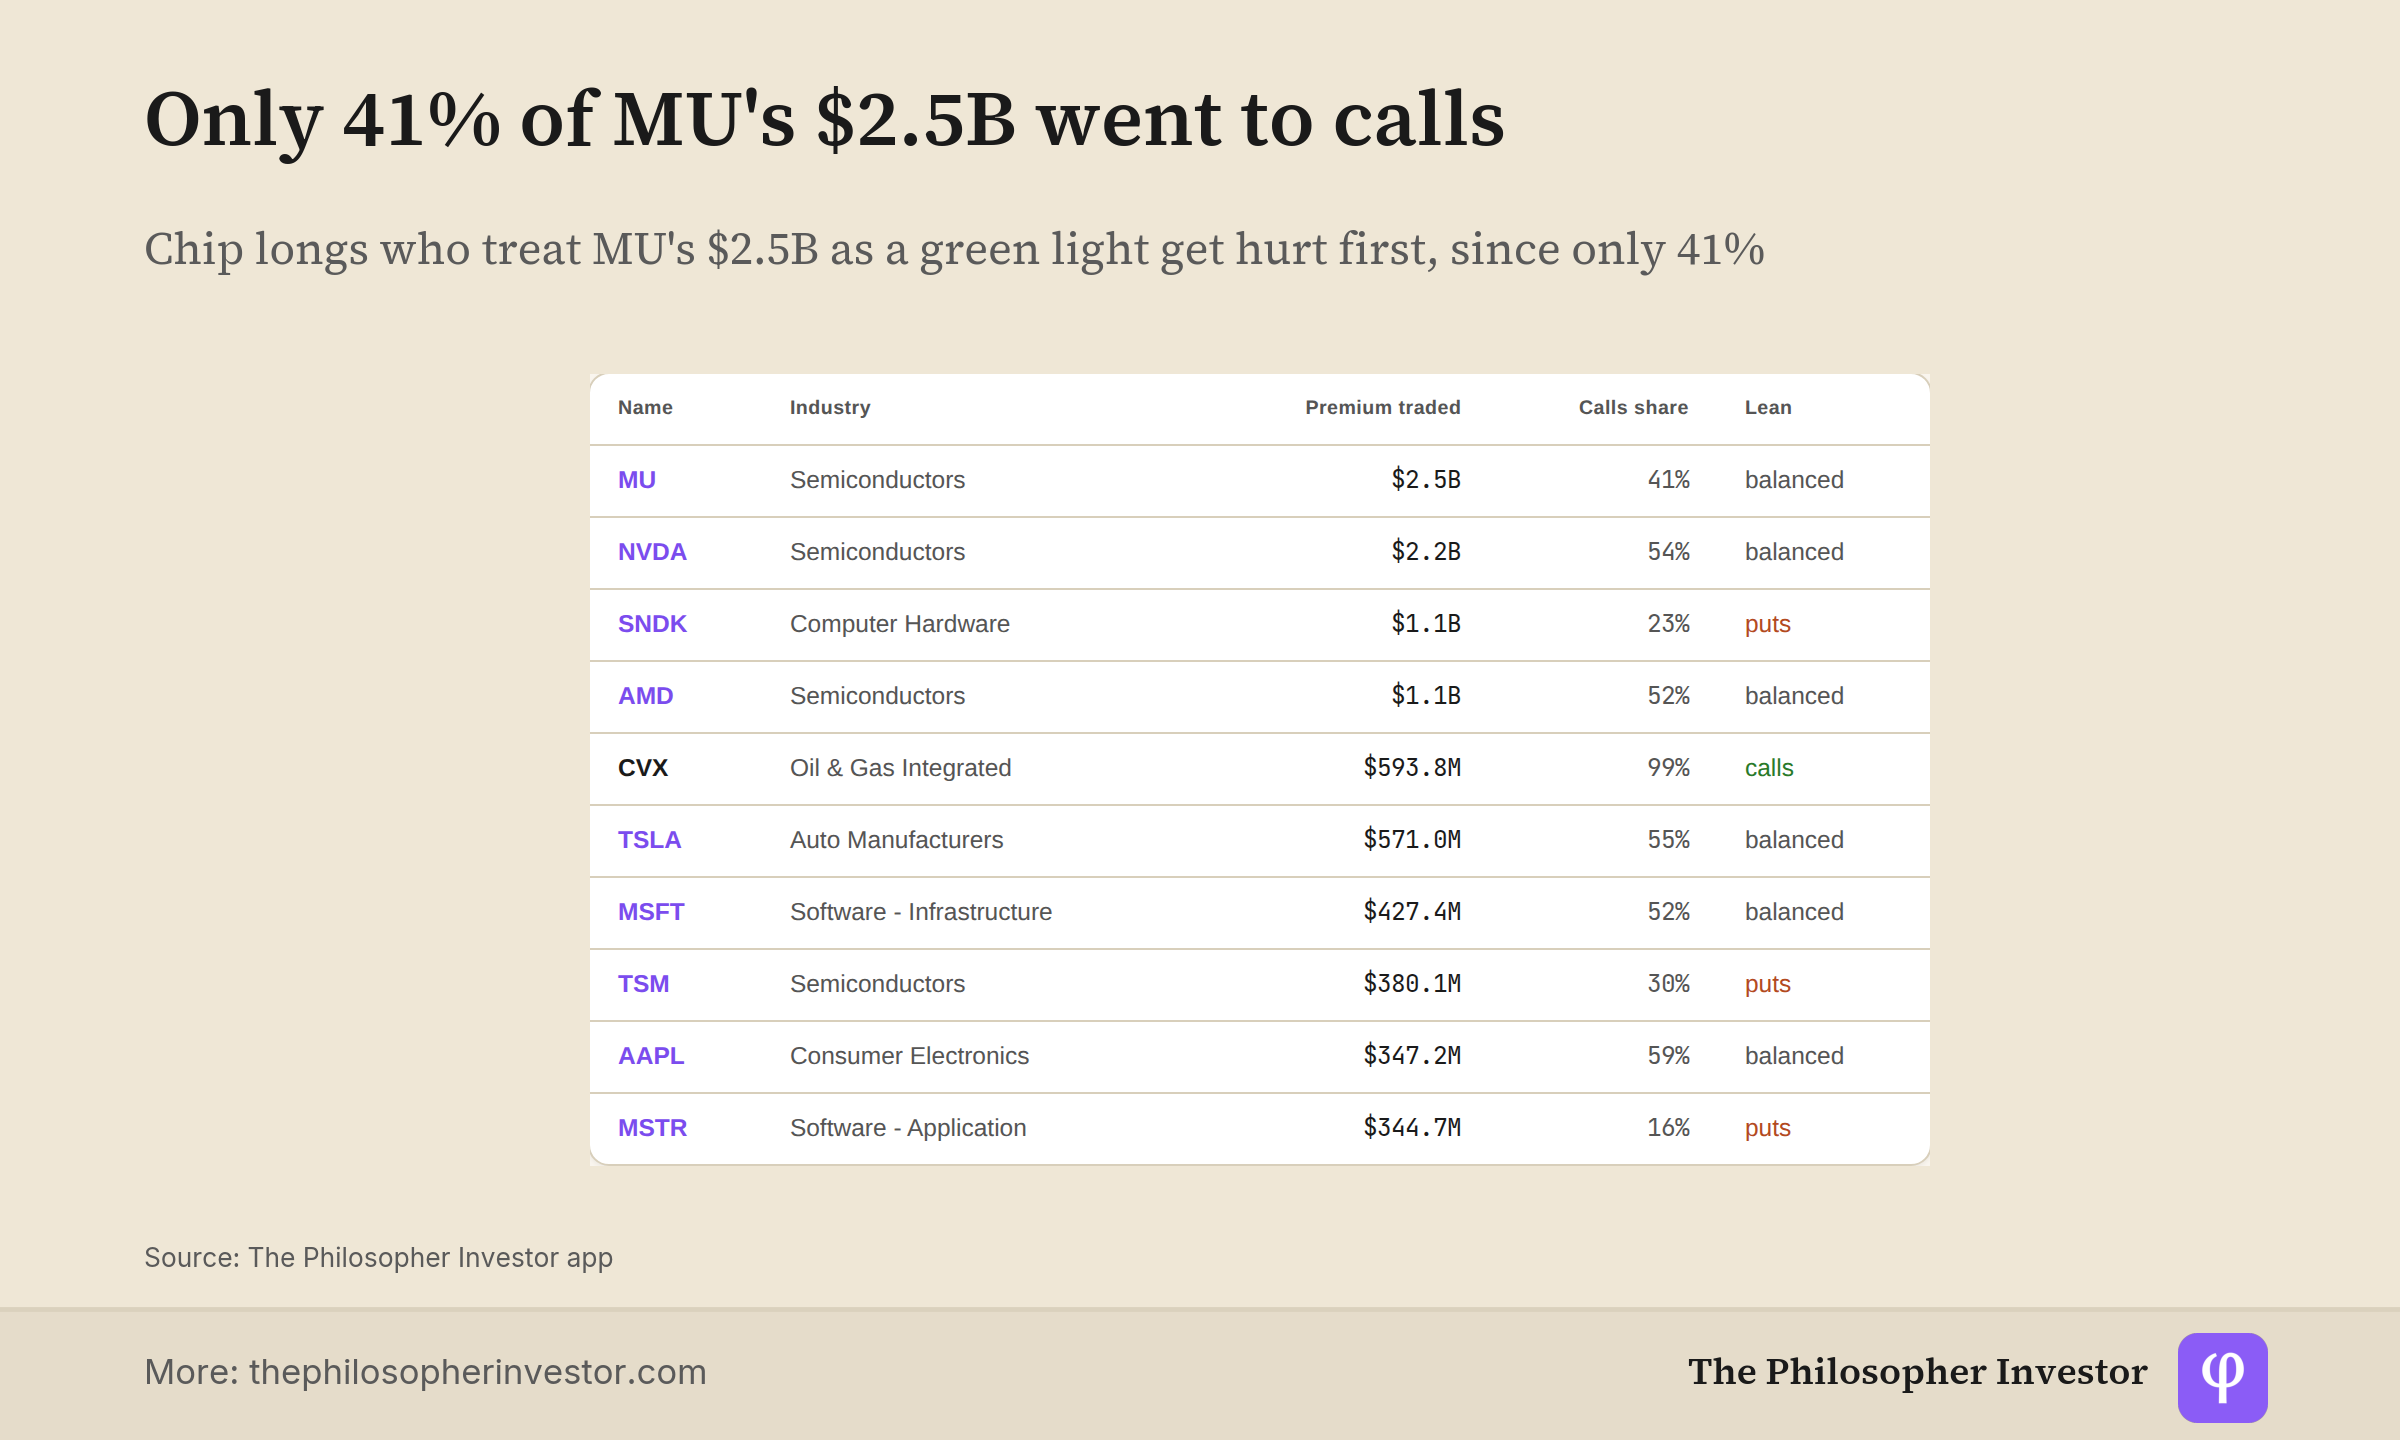 Only 41% of MU's $2.5B went to calls
Chip longs who treat MU's $2.5B as a green light get hurt first, since only 41%
Name Industry Premium traded Calls share Lean
MU Semiconductors $2.5B 41% balanced
NVDA Semiconductors $2.2B 54% balanced
SNDK Computer Hardware $1.1B 23% puts
AMD Semiconductors $1.1B 52% balanced
CVX Oil & Gas Integrated $593.8M 99% calls
TSLA Auto Manufacturers $571.0M 55% balanced
MSFT Software - Infrastructure $427.4M 52% balanced
TSM Semiconductors $380.1M 30% puts
AAPL Consumer Electronics $347.2M 59% balanced
MSTR Software - Application $344.7M 16% puts
Source: The Philosopher Investor app
More: thephilosopherinvestor.com
The Philosopher Investor φ